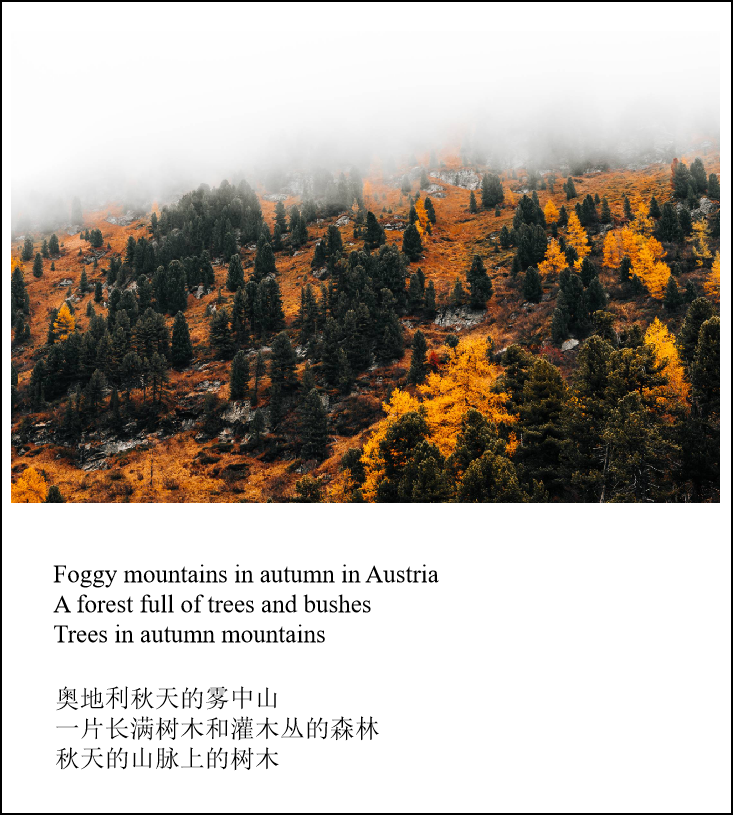 Foggy mountains in autumn in Austria
A forest full of trees and bushes
Trees in autumn mountains
奥地利秋天的雾中山
一片长满树木和灌木丛的森林
秋天的山脉上的树木